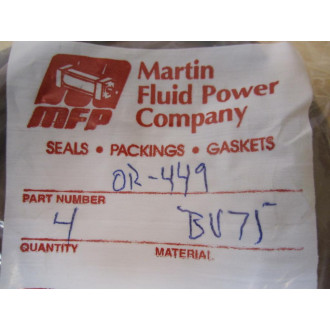 Martin
Fluid Power
Company
MFP
SEALS • PACKINGS • GASKETS
OR-449
PART NUMBER
4 BV75
QUANTITY MATERIAL